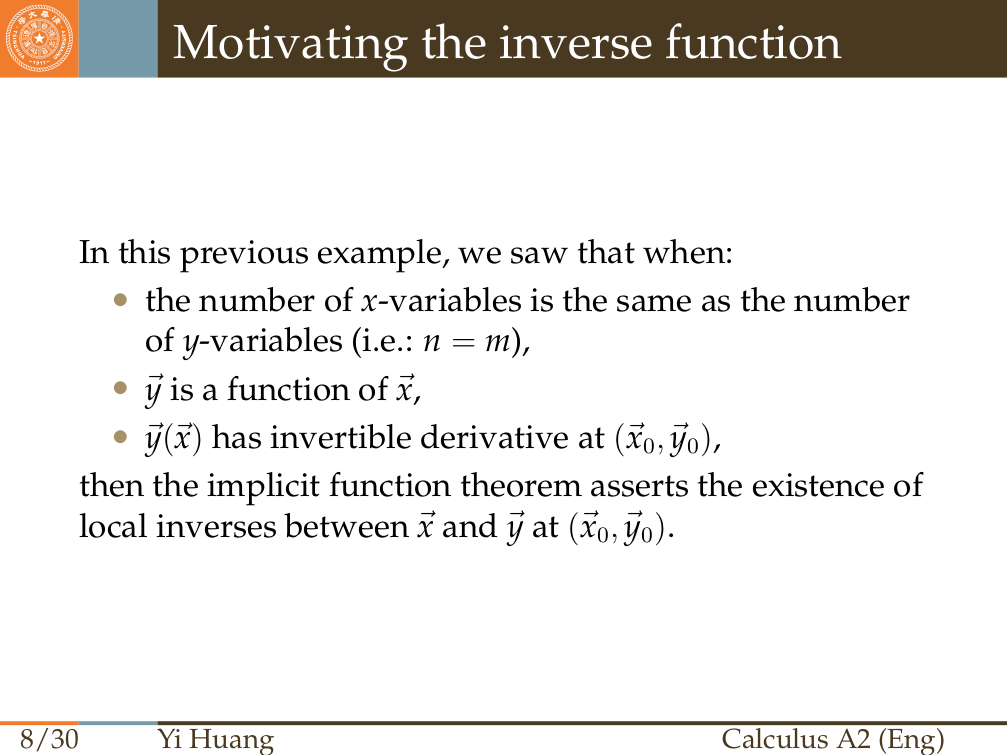 Motivating the inverse function
In this previous example, we saw that when:
• the number of x-variables is the same as the number
of y-variables (i.e.: n = m),
• y⃗ is a function of x⃗,
• y⃗(x⃗) has invertible derivative at (x⃗₀, y⃗₀),
then the implicit function theorem asserts the existence of
local inverses between x⃗ and y⃗ at (x⃗₀, y⃗₀).
8/30 Yi Huang Calculus A2 (Eng)